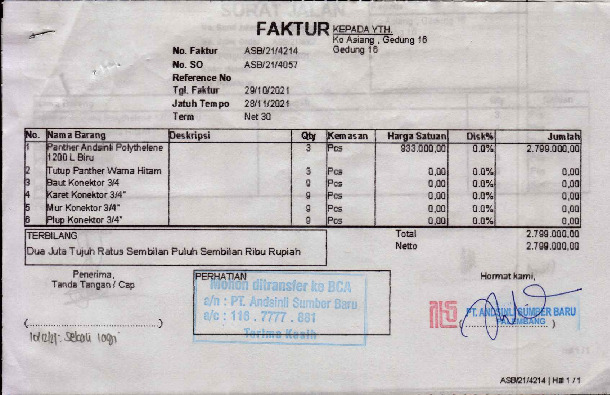 FAKTUR
KEPADA YTH.
Ko Asiang , Gedung 16
Gedung 16
No. Faktur ASB/21/4214
No. SO ASB/21/4057
Reference No
Tgl. Faktur 29/10/2021
Jatuh Tempo 28/11/2021
Term Net 30
No. Nama Barang Deskripsi Qty Kemasan Harga Satuan Disk% Jumlah
1 Panther Andsinli Polythelene 3 Pcs 933.000,00 0.0% 2.799.000,00
1200 L Biru
2 Tutup Panther Warna Hitam 3 Pcs 0,00 0.0% 0,00
3 Baut Konektor 3/4 9 Pcs 0,00 0.0% 0,00
4 Karet Konektor 3/4" 9 Pcs 0,00 0.0% 0,00
5 Mur Konektor 3/4" 9 Pcs 0,00 0.0% 0,00
6 Plup Konektor 3/4" 9 Pcs 0,00 0.0% 0,00
TERBILANG
Dua Juta Tujuh Ratus Sembilan Puluh Sembilan Ribu Rupiah
Total 2.799.000,00
Netto 2.799.000,00
Penerima,
Tanda Tangan / Cap
PERHATIAN
Mohon ditransfer ke BCA
a/n : PT. Andsinli Sumber Baru
a/c : 116 . 7777 . 661
Terima Kasih
Hormat kami,
PT. ANDSINLI SUMBER BARU
PALEMBANG
(..............................)
(..............................)
ASB/21/4214 | Hal 1 / 1